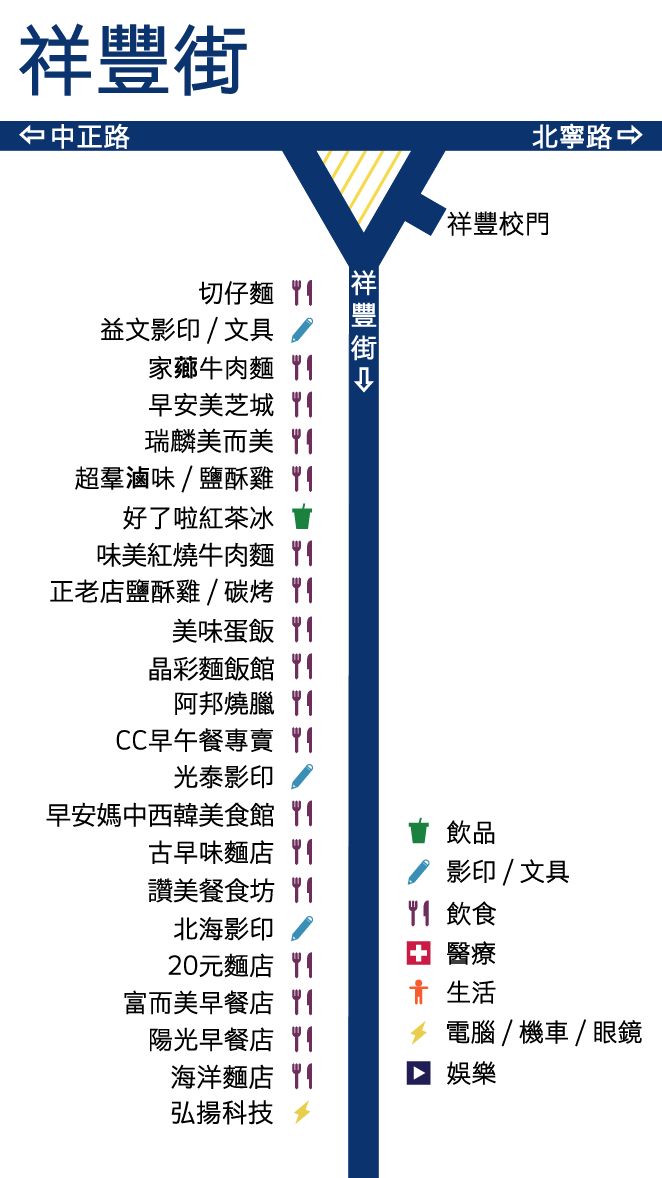 祥豐街
中正路
北寧路
祥豐校門
祥豐街
切仔麵
益文影印 / 文具
家薌牛肉麵
早安美芝城
瑞麟美而美
超羣滷味 / 鹽酥雞
好了啦紅茶冰
味美紅燒牛肉麵
正老店鹽酥雞 / 碳烤
美味蛋飯
晶彩麵飯館
阿邦燒臘
CC早午餐專賣
光泰影印
早安媽中西韓美食館
古早味麵店
讚美餐食坊
北海影印
20元麵店
富而美早餐店
陽光早餐店
海洋麵店
弘揚科技
飲品
影印 / 文具
飲食
醫療
生活
電腦 / 機車 / 眼鏡
娛樂